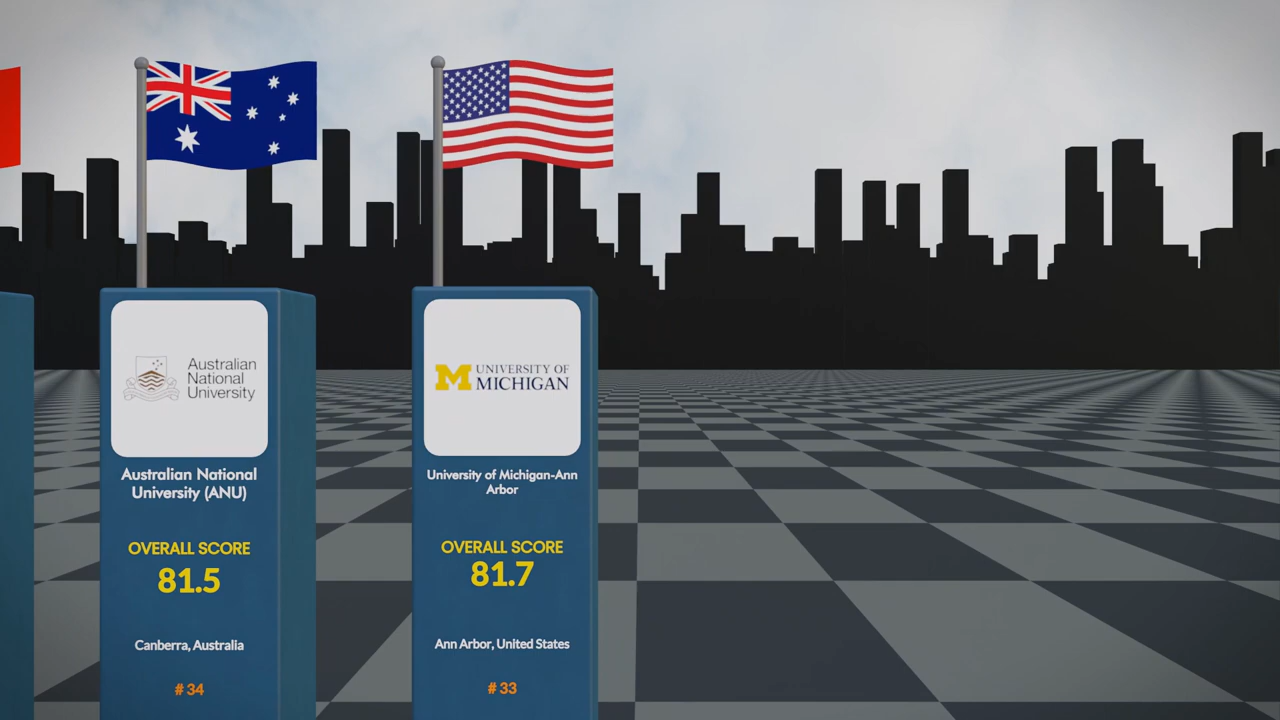 Australian
National
University
Australian National
University (ANU)
OVERALL SCORE
81.5
Canberra, Australia
# 34
M
UNIVERSITY OF
MICHIGAN
University of Michigan-Ann
Arbor
OVERALL SCORE
81.7
Ann Arbor, United States
# 33